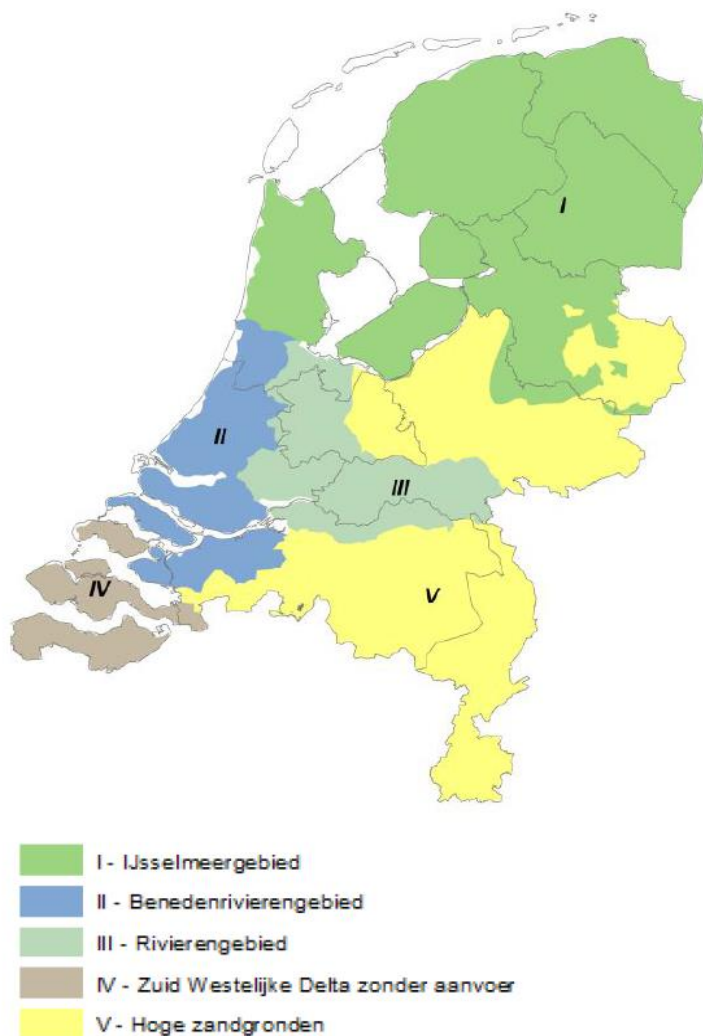 I
II
III
IV
V
I - IJsselmeergebied
II - Benedenrivierengebied
III - Rivierengebied
IV - Zuid Westelijke Delta zonder aanvoer
V - Hoge zandgronden